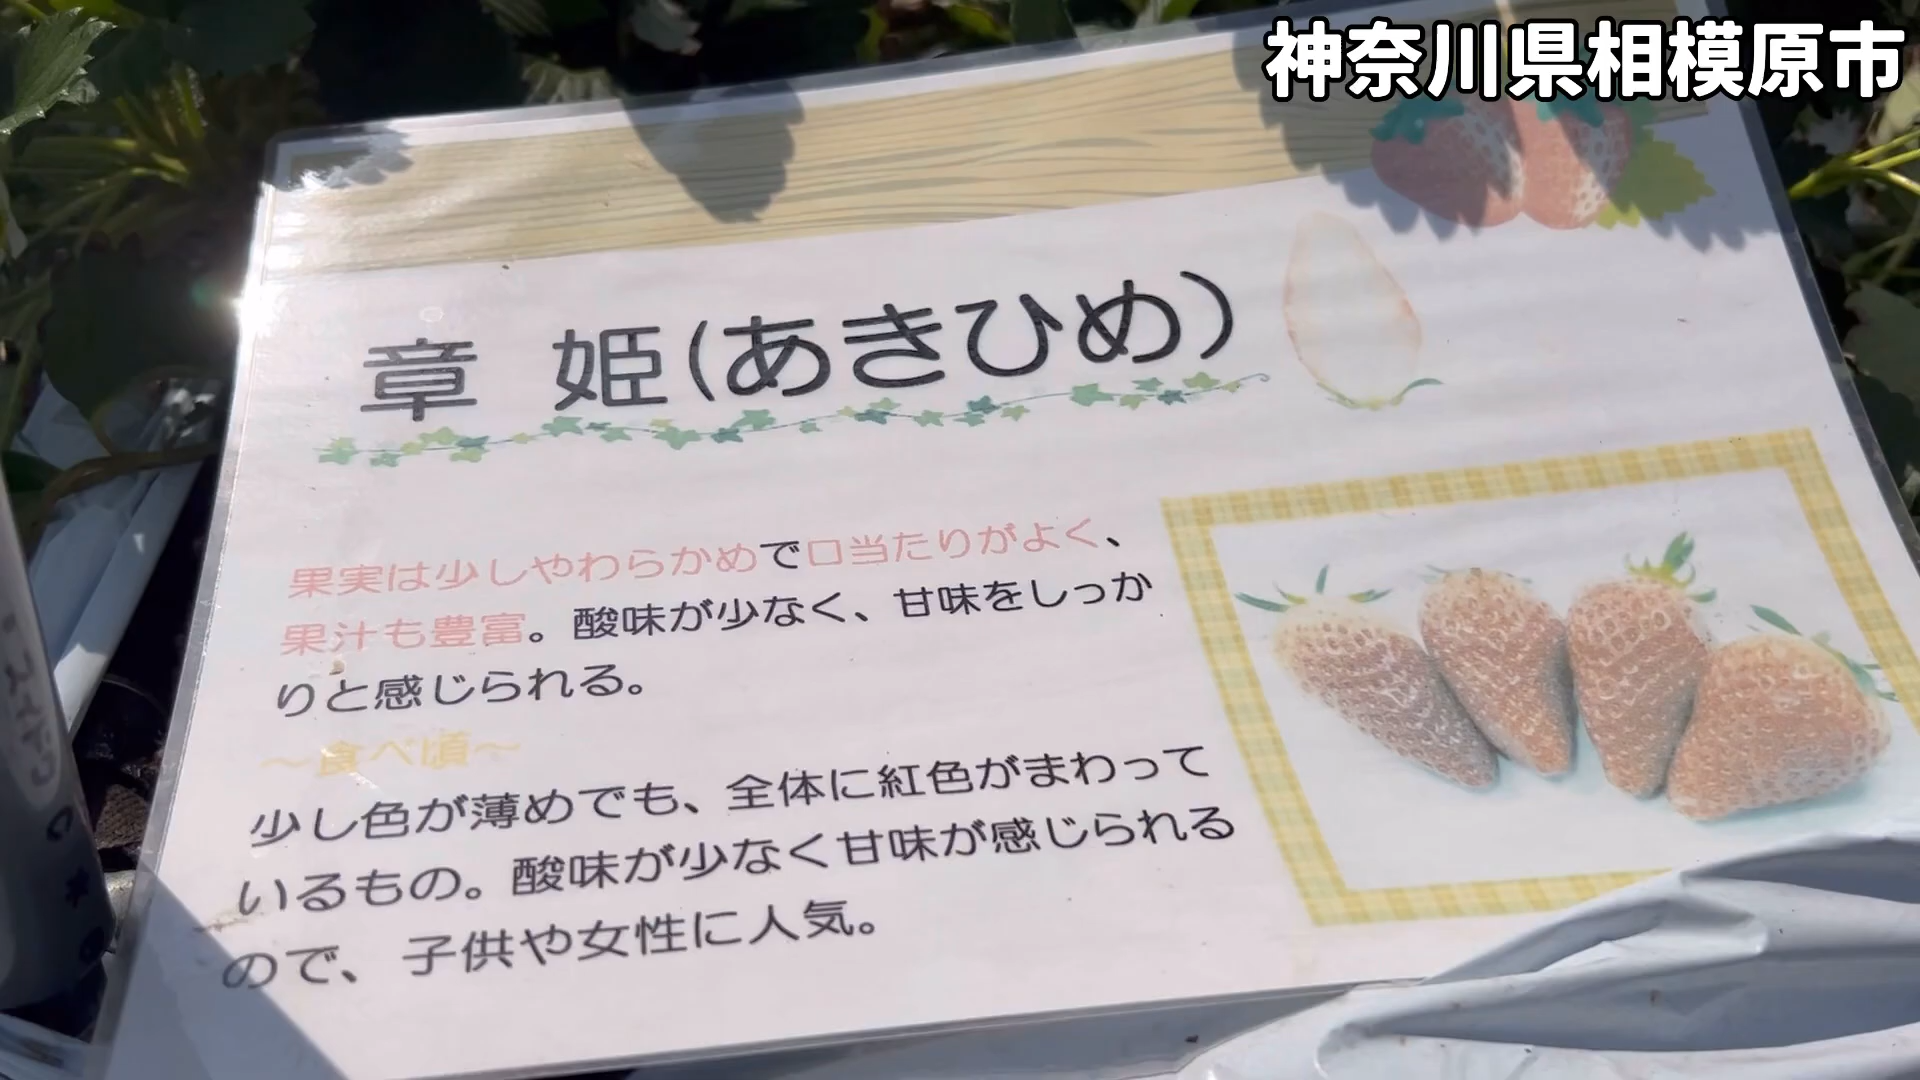 神奈川県相模原市
章 姫(あきひめ)
果実は少しやわらかめで口当たりがよく、
果汁も豊富。酸味が少なく、甘味をしっか
りと感じられる。
～食べ頃～
少し色が薄めでも、全体に紅色がまわって
いるもの。酸味が少なく甘味が感じられる
ので、子供や女性に人気。